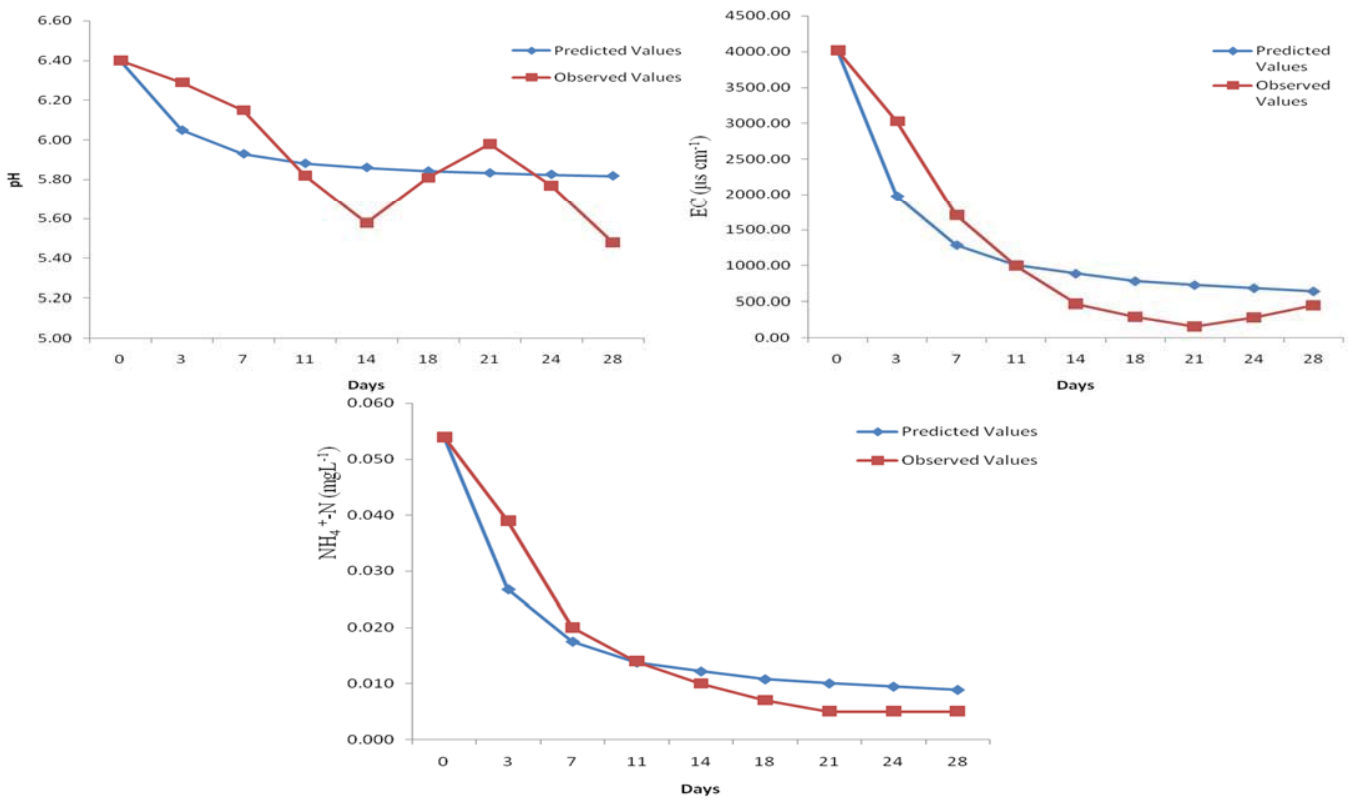 6.60
6.40
6.20
6.00
5.80
5.60
5.40
5.20
5.00
pH
0 3 7 11 14 18 21 24 28
Days
Predicted Values
Observed Values
4500.00
4000.00
3500.00
3000.00
2500.00
2000.00
1500.00
1000.00
500.00
0.00
EC (µs cm⁻¹)
0 3 7 11 14 18 21 24 28
Days
Predicted
Values
Observed
Values
0.060
0.050
0.040
0.030
0.020
0.010
0.000
NH₄⁺-N (mgL⁻¹)
0 3 7 11 14 18 21 24 28
Days
Predicted Values
Observed Values